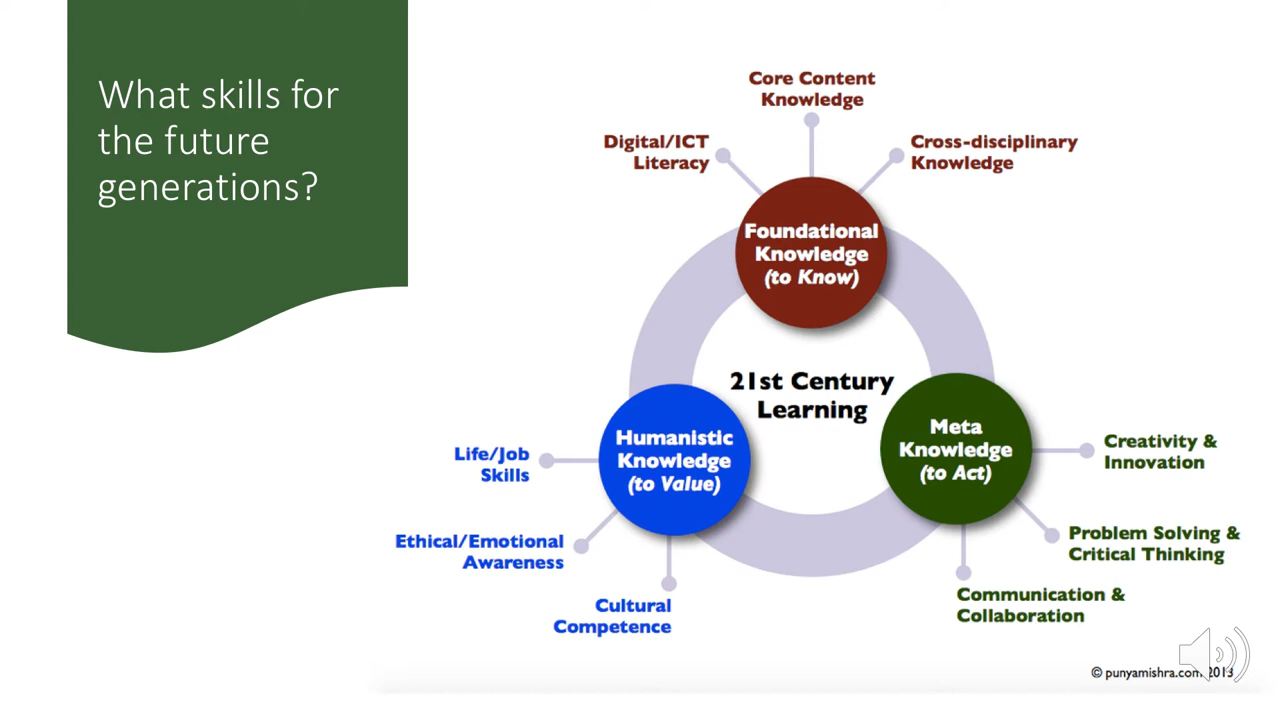 What skills for
the future
generations?
Core Content
Knowledge
Digital/ICT
Literacy
Cross-disciplinary
Knowledge
Foundational
Knowledge
(to Know)
21st Century
Learning
Humanistic
Knowledge
(to Value)
Meta
Knowledge
(to Act)
Life/Job
Skills
Ethical/Emotional
Awareness
Cultural
Competence
Creativity &
Innovation
Problem Solving &
Critical Thinking
Communication &
Collaboration
© punyamishra.com 2013